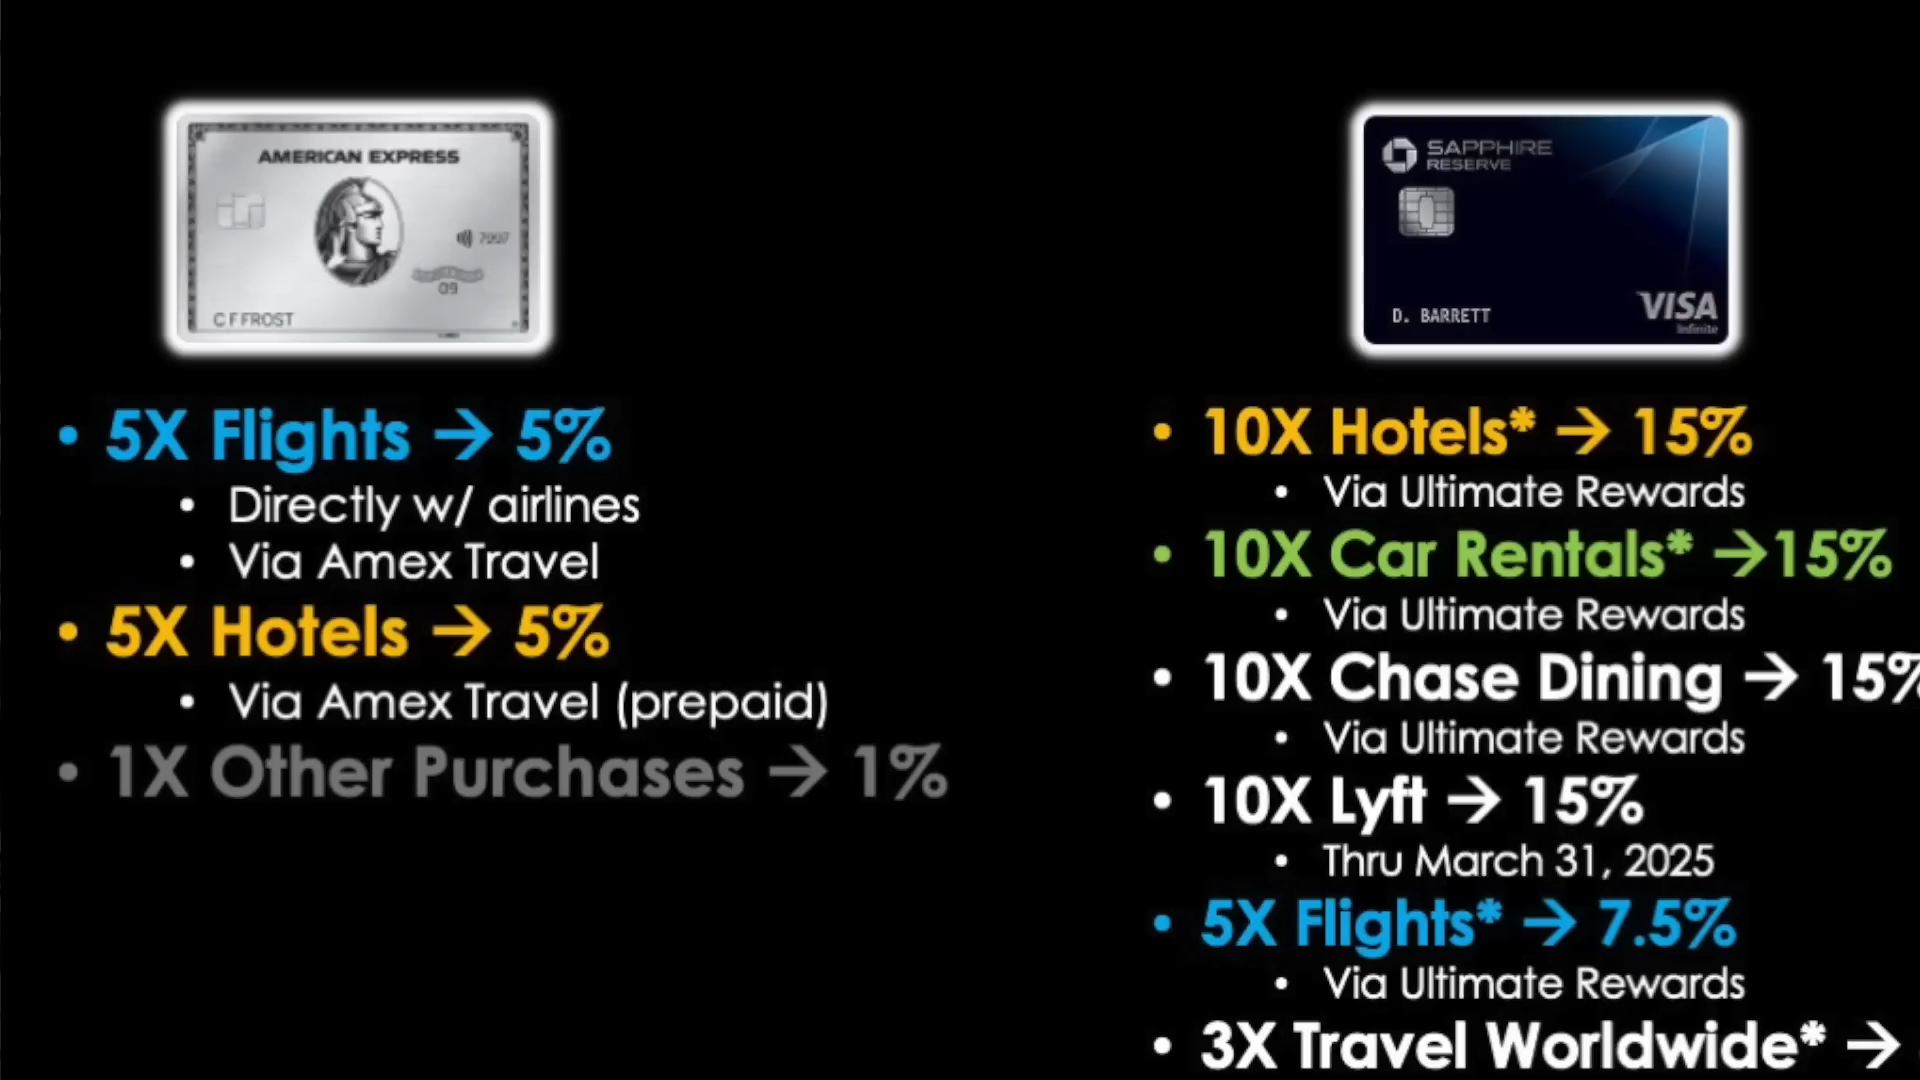 AMERICAN EXPRESS
7997
09
C F FROST
• 5X Flights → 5%
• Directly w/ airlines
• Via Amex Travel
• 5X Hotels → 5%
• Via Amex Travel (prepaid)
• 1X Other Purchases → 1%
SAPPHIRE
RESERVE
D. BARRETT
VISA
Infinite
• 10X Hotels* → 15%
• Via Ultimate Rewards
• 10X Car Rentals* →15%
• Via Ultimate Rewards
• 10X Chase Dining → 15%
• Via Ultimate Rewards
• 10X Lyft → 15%
• Thru March 31, 2025
• 5X Flights* → 7.5%
• Via Ultimate Rewards
• 3X Travel Worldwide* →